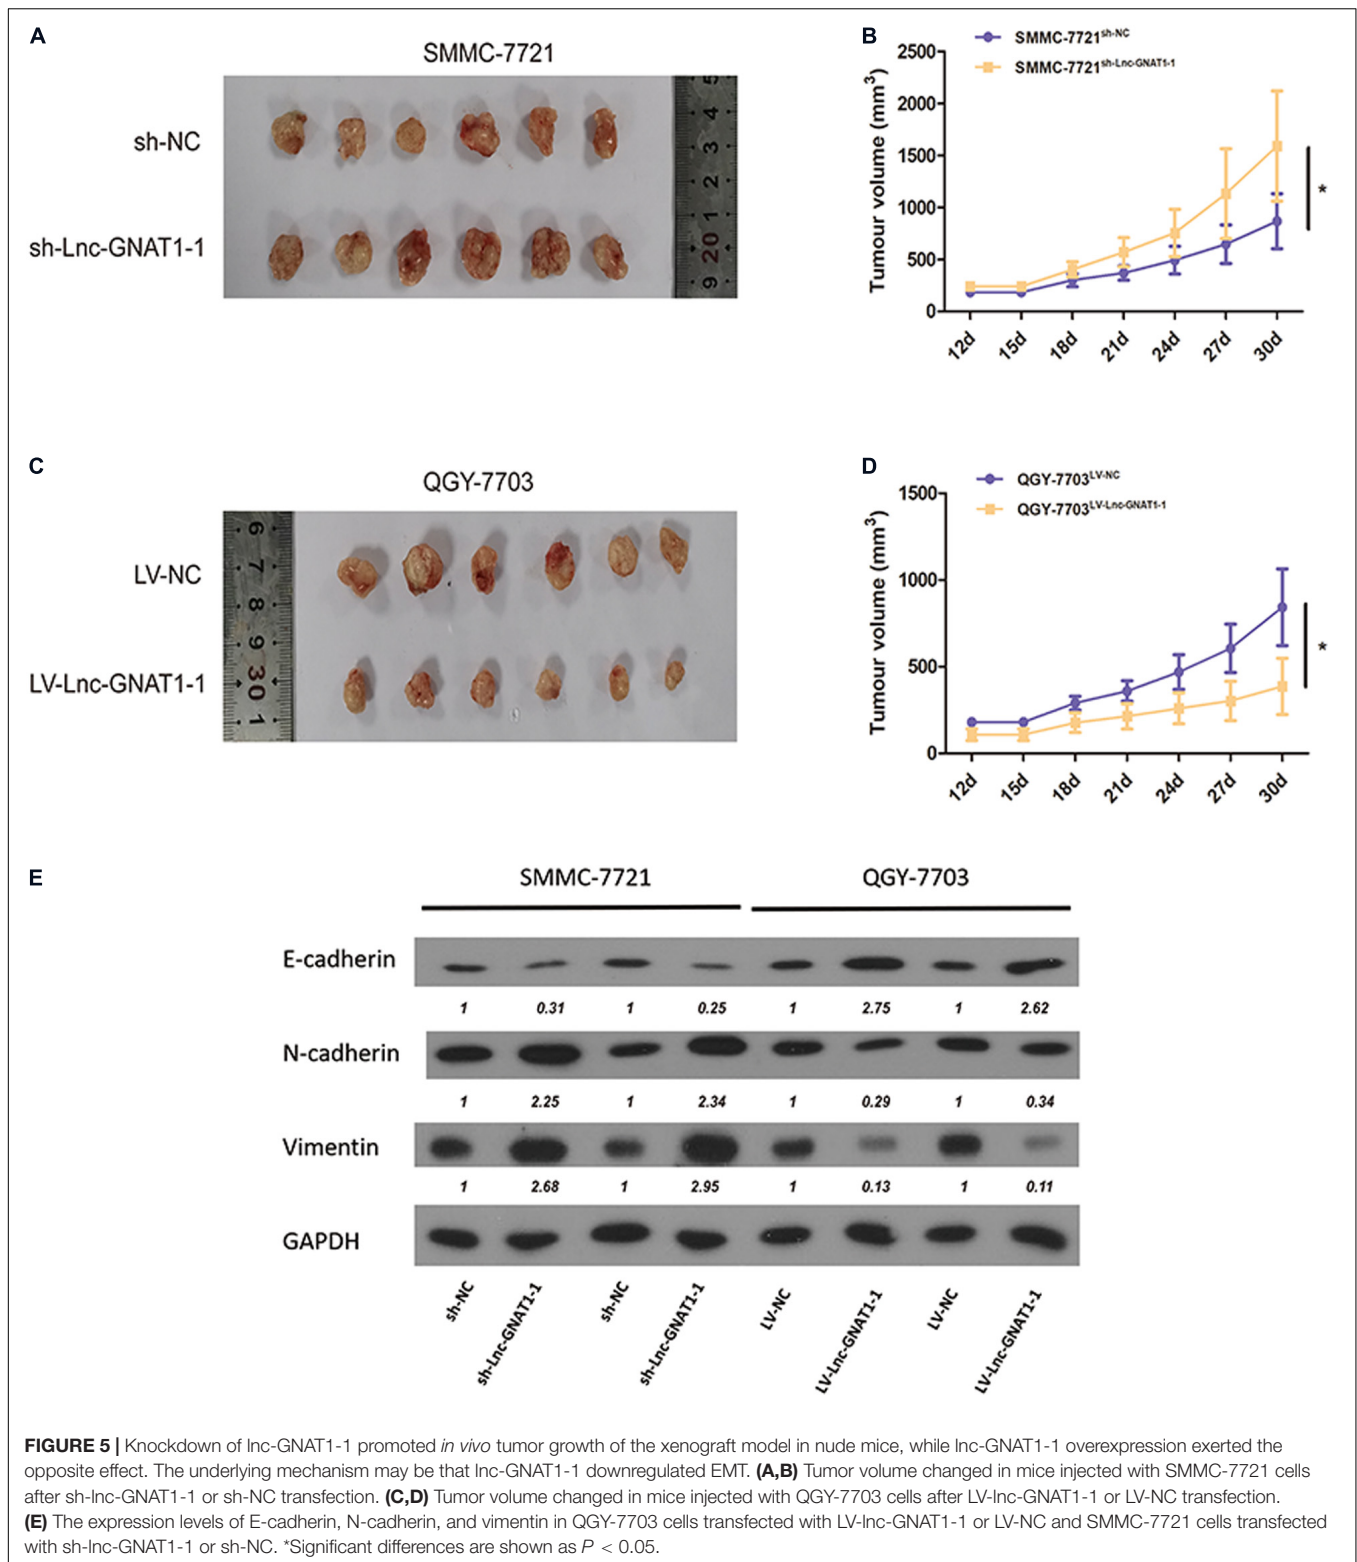 A
SMMC-7721
sh-NC
sh-Lnc-GNAT1-1
5
4
3
2
1
20
9
B
SMMC-7721sh-NC
SMMC-7721sh-Lnc-GNAT1-1
Tumour volume (mm3)
2500
2000
1500
1000
500
0
12d 15d 18d 21d 24d 27d 30d
*
C
QGY-7703
LV-NC
LV-Lnc-GNAT1-1
6
7
8
9
30
1
D
QGY-7703LV-NC
QGY-7703LV-Lnc-GNAT1-1
Tumour volume (mm3)
1500
1000
500
0
12d 15d 18d 21d 24d 27d 30d
*
E
SMMC-7721 QGY-7703
E-cadherin
1 0.31 1 0.25 1 2.75 1 2.62
N-cadherin
1 2.25 1 2.34 1 0.29 1 0.34
Vimentin
1 2.68 1 2.95 1 0.13 1 0.11
GAPDH
sh-NC sh-Lnc-GNAT1-1 sh-NC sh-Lnc-GNAT1-1 LV-NC LV-Lnc-GNAT1-1 LV-NC LV-Lnc-GNAT1-1
FIGURE 5 | Knockdown of lnc-GNAT1-1 promoted in vivo tumor growth of the xenograft model in nude mice, while lnc-GNAT1-1 overexpression exerted the
opposite effect. The underlying mechanism may be that lnc-GNAT1-1 downregulated EMT. (A,B) Tumor volume changed in mice injected with SMMC-7721 cells
after sh-lnc-GNAT1-1 or sh-NC transfection. (C,D) Tumor volume changed in mice injected with QGY-7703 cells after LV-lnc-GNAT1-1 or LV-NC transfection.
(E) The expression levels of E-cadherin, N-cadherin, and vimentin in QGY-7703 cells transfected with LV-lnc-GNAT1-1 or LV-NC and SMMC-7721 cells transfected
with sh-lnc-GNAT1-1 or sh-NC. *Significant differences are shown as P < 0.05.